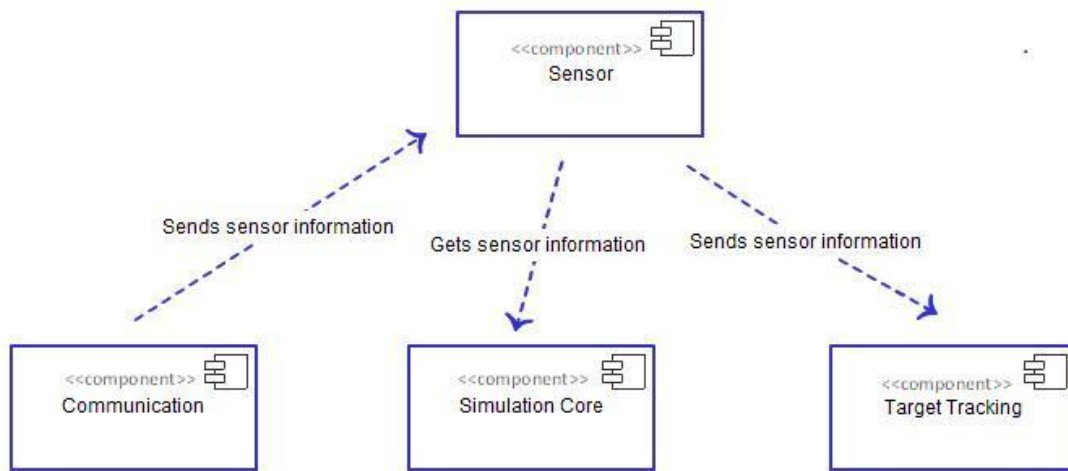 <<component>>
Sensor
Sends sensor information
Gets sensor information
Sends sensor information
<<component>>
Communication
<<component>>
Simulation Core
<<component>>
Target Tracking